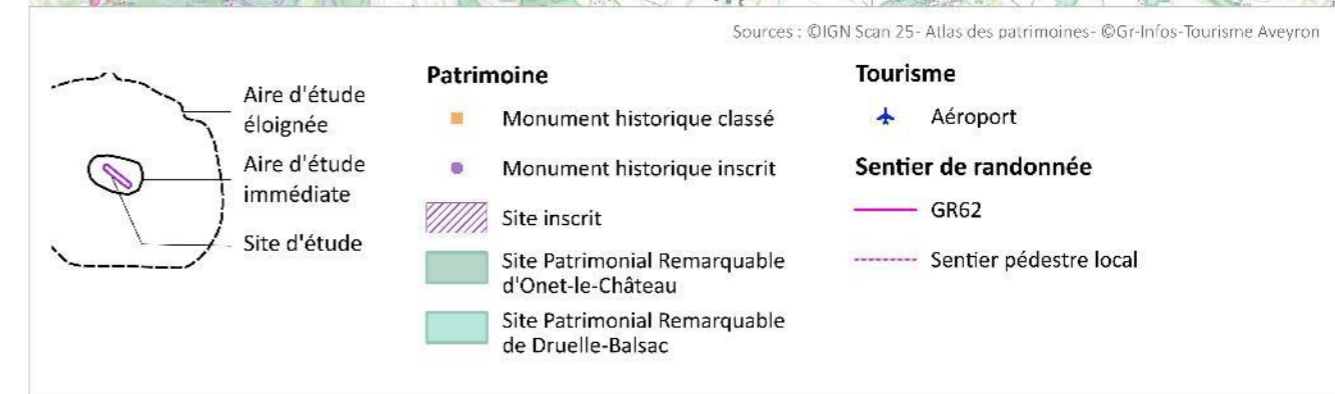 Sources : ©IGN Scan 25- Atlas des patrimoines- ©Gr-Infos-Tourisme Aveyron
Aire d'étude
éloignée
Aire d'étude
immédiate
Site d'étude
Patrimoine
Monument historique classé
Monument historique inscrit
Site inscrit
Site Patrimonial Remarquable
d'Onet-le-Château
Site Patrimonial Remarquable
de Druelle-Balsac
Tourisme
Aéroport
Sentier de randonnée
GR62
Sentier pédestre local